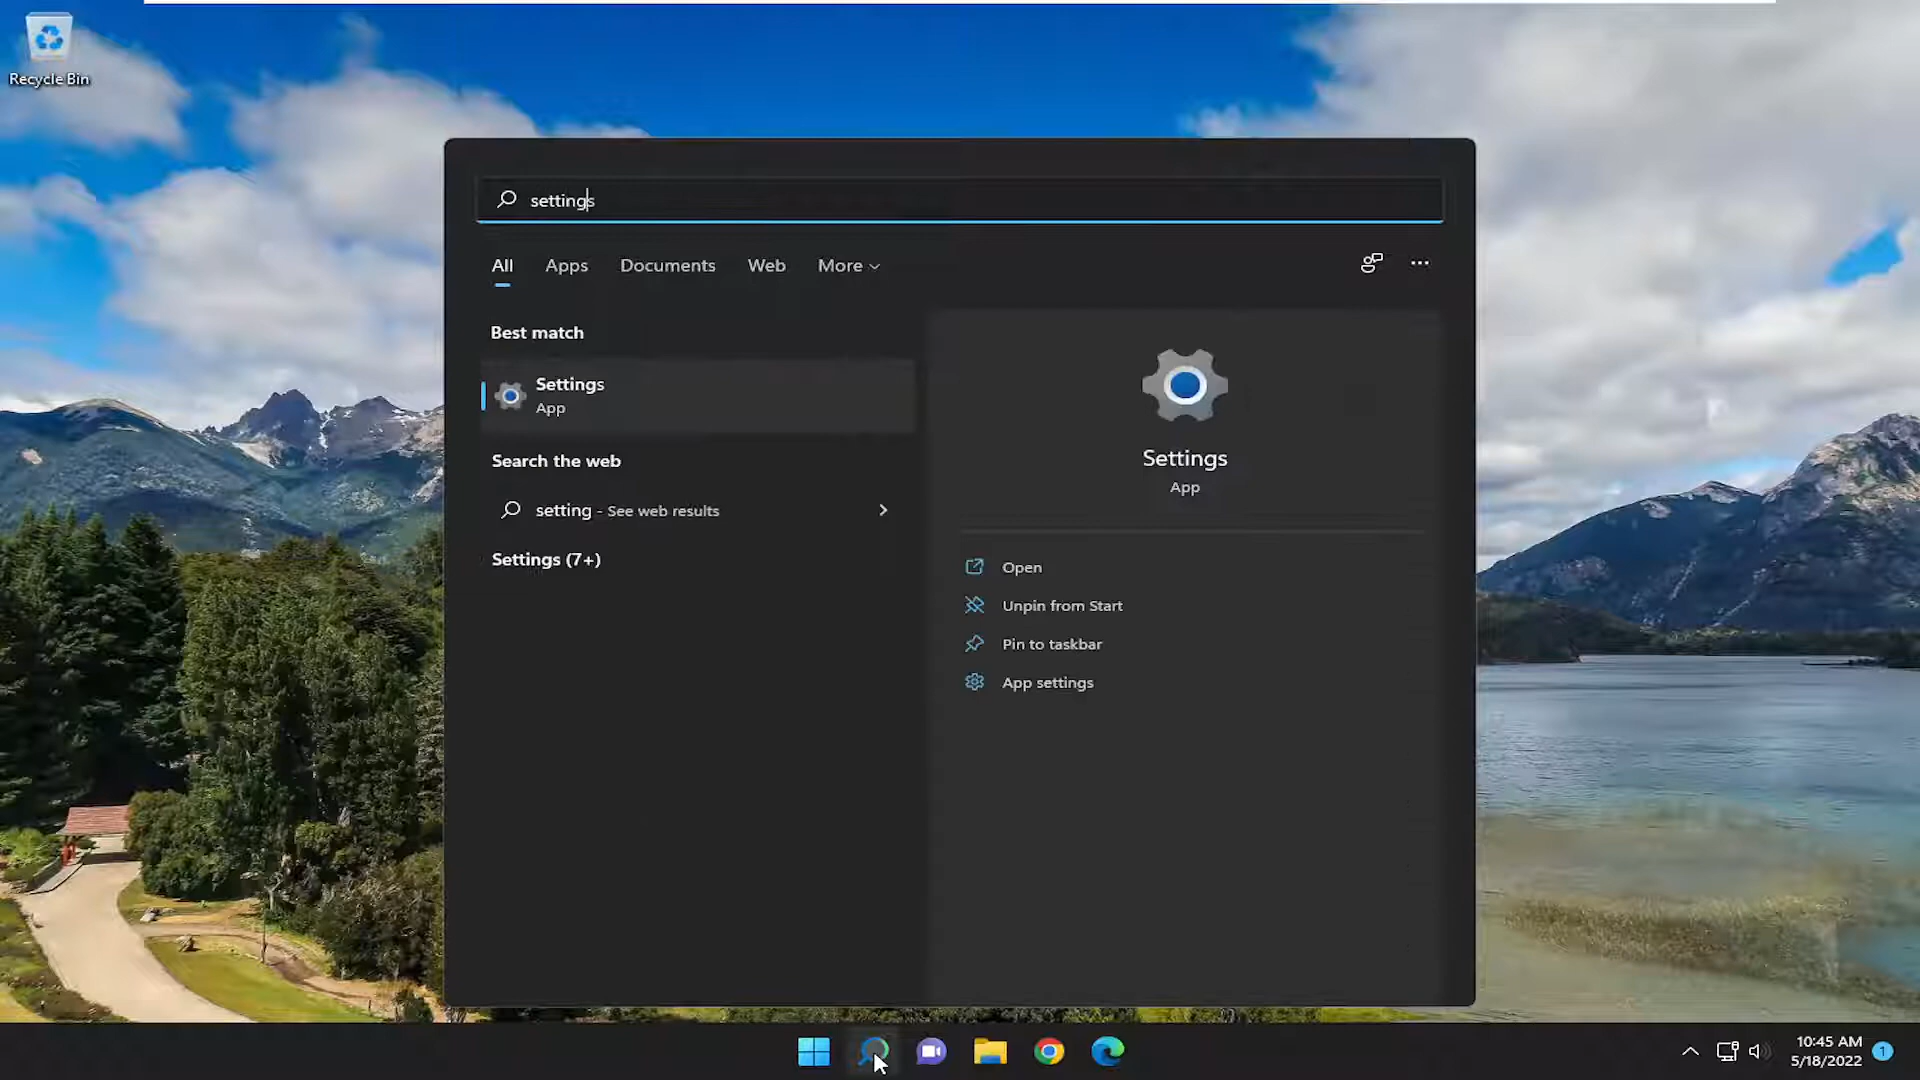 Recycle Bin
settings
All Apps Documents Web More
Best match
Settings
App
Search the web
setting - See web results
Settings (7+)
Settings
App
Open
Unpin from Start
Pin to taskbar
App settings
10:45 AM
5/18/2022
1